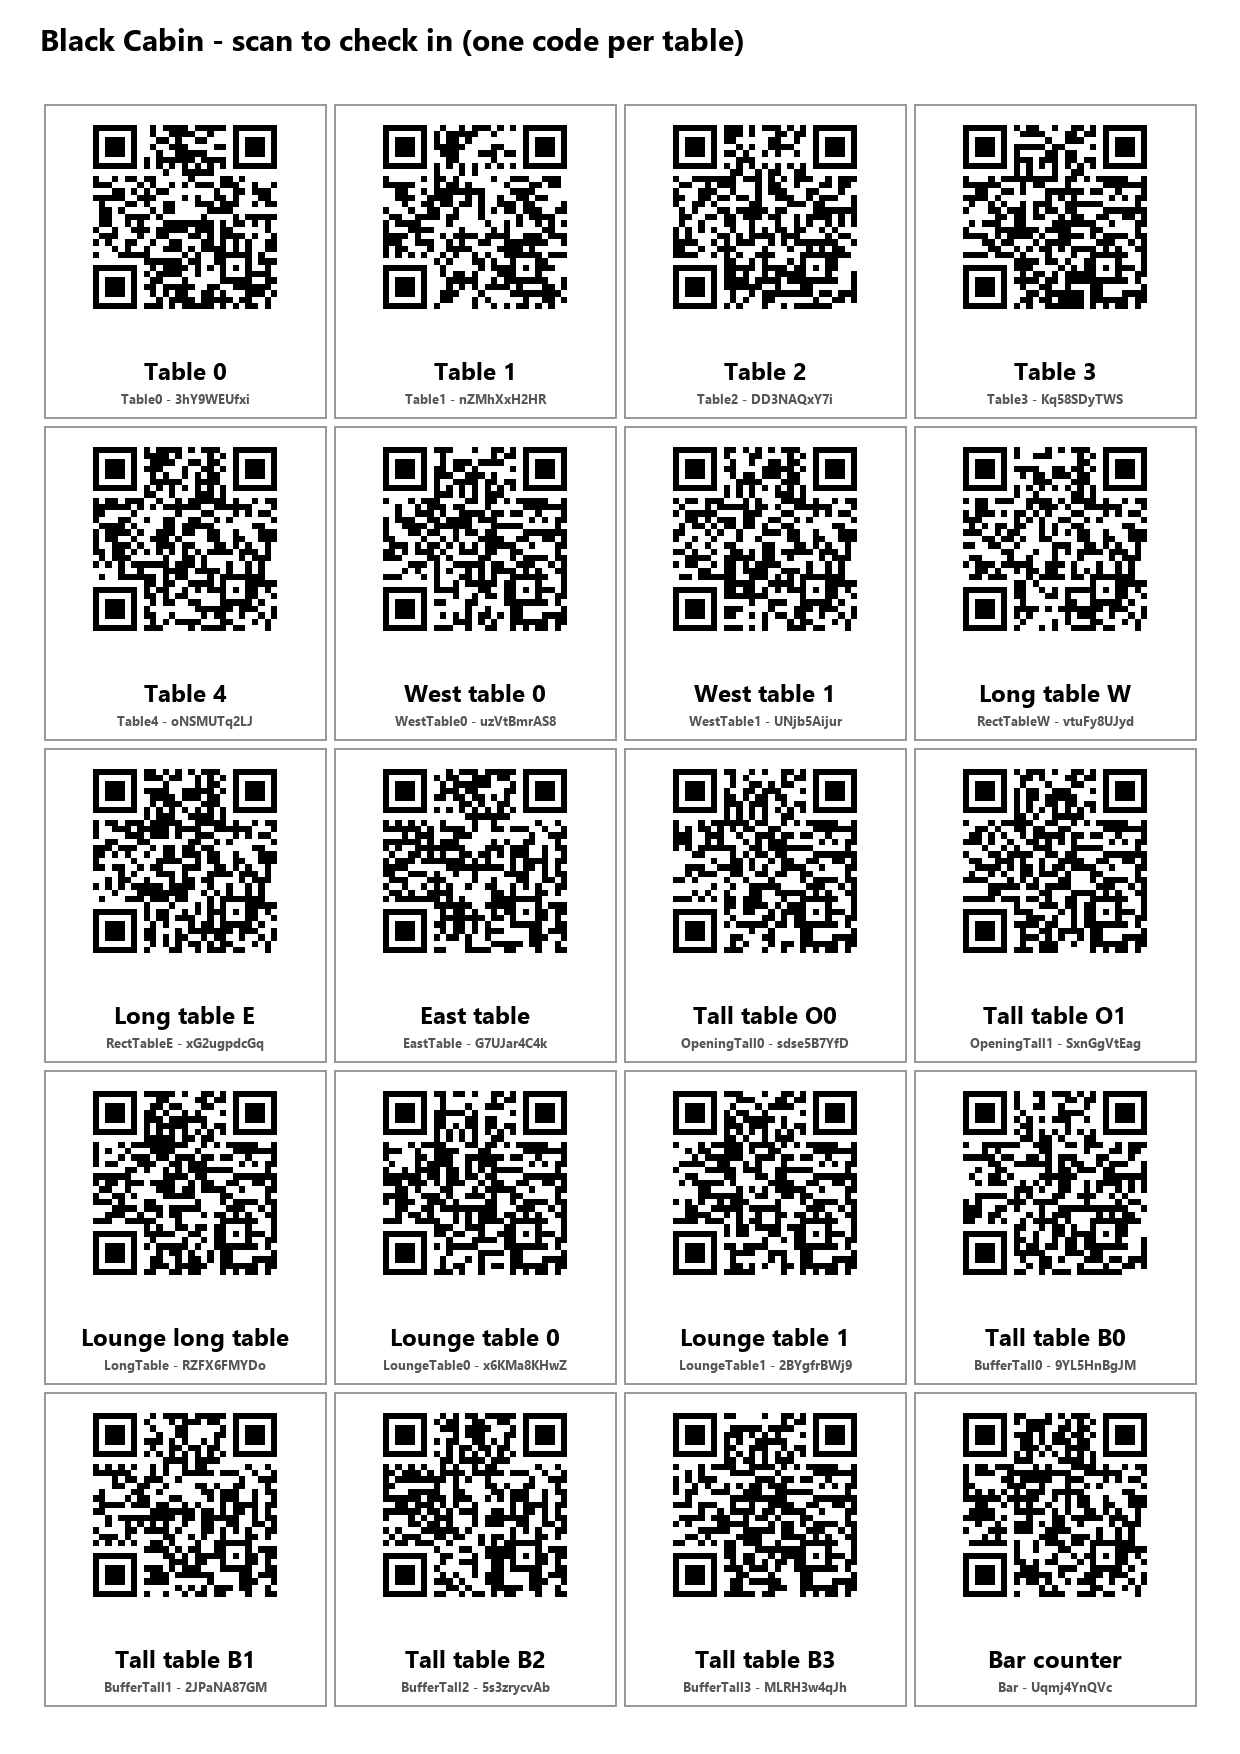 Black Cabin - scan to check in (one code per table)
Table 0
Table0 - 3hY9WEUfxi
Table 1
Table1 - nZMhXxH2HR
Table 2
Table2 - DD3NAQxY7i
Table 3
Table3 - Kq58SDyTWS
Table 4
Table4 - oNSMUTq2LJ
West table 0
WestTable0 - uzVtBmrAS8
West table 1
WestTable1 - UNjb5Aijur
Long table W
RectTableW - vtuFy8UJyd
Long table E
RectTableE - xG2ugpdcGq
East table
EastTable - G7UJar4C4k
Tall table O0
OpeningTall0 - sdse5B7YfD
Tall table O1
OpeningTall1 - SxnGgVtEag
Lounge long table
LongTable - RZFX6FMYDo
Lounge table 0
LoungeTable0 - x6KMa8KHwZ
Lounge table 1
LoungeTable1 - 2BYgfrBWj9
Tall table B0
BufferTall0 - 9YL5HnBgJM
Tall table B1
BufferTall1 - 2JPaNA87GM
Tall table B2
BufferTall2 - 5s3zrycvAb
Tall table B3
BufferTall3 - MLRH3w4qJh
Bar counter
Bar - Uqmj4YnQVc